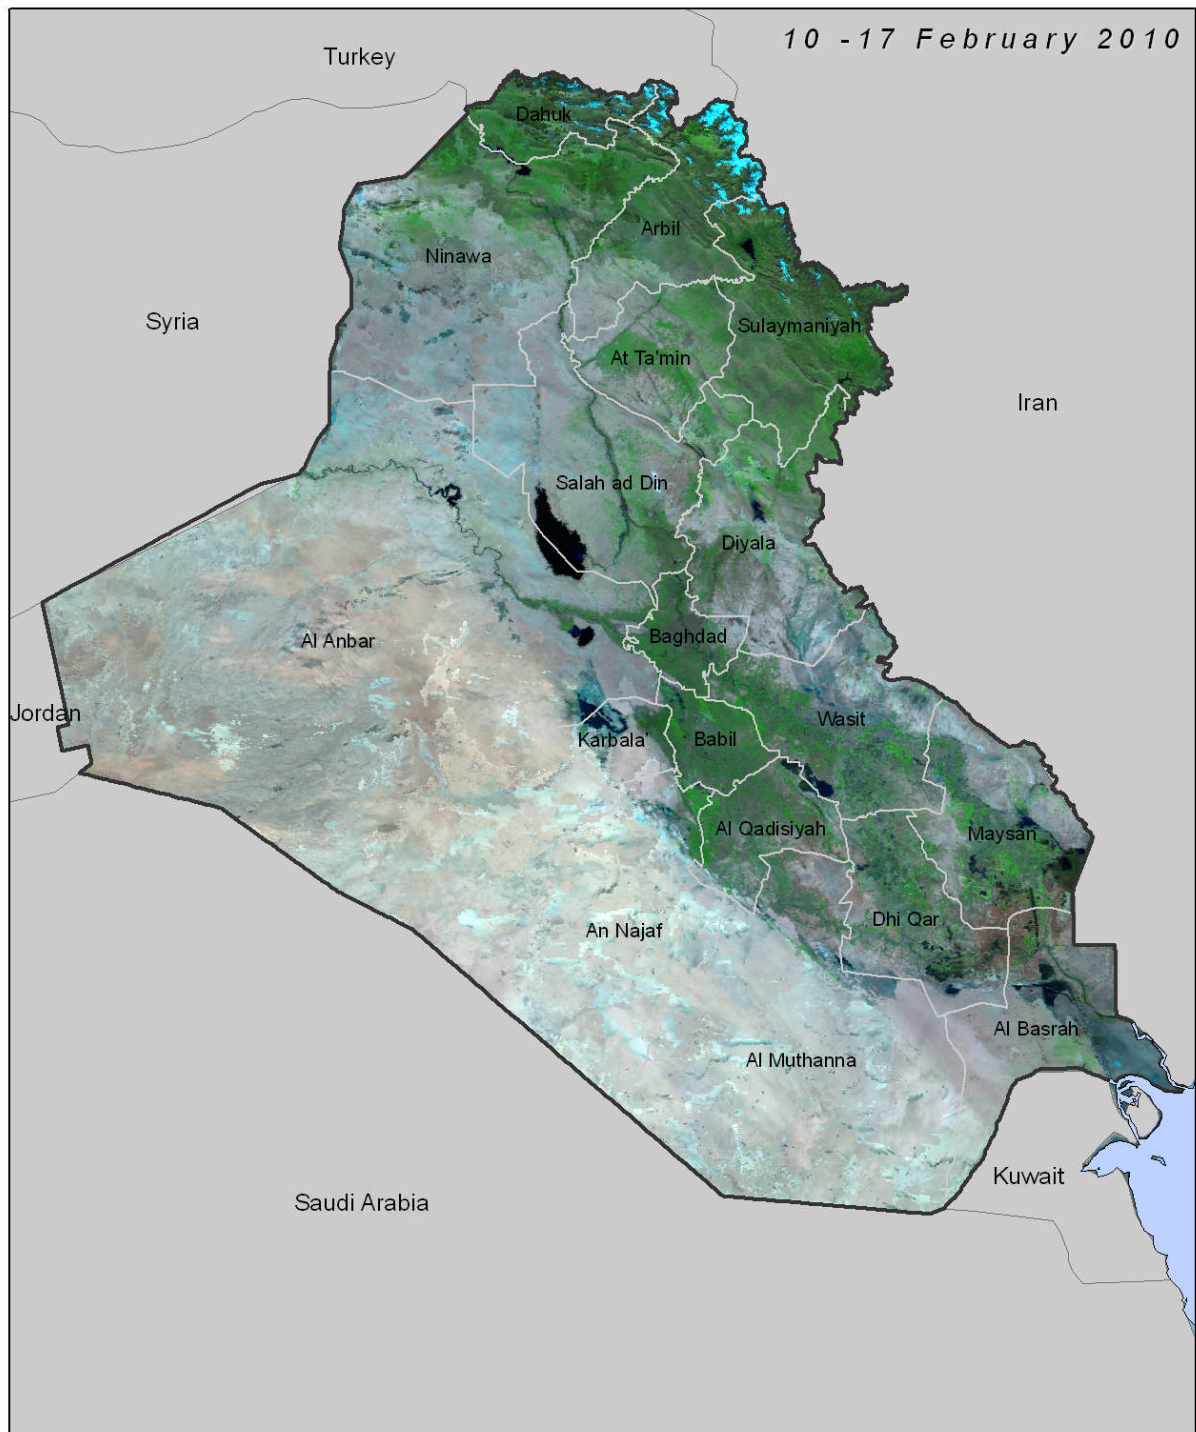 10 -17 February 2010
Turkey
Dahuk
Arbil
Ninawa
Syria
Sulaymaniyah
At Ta'min
Iran
Salah ad Din
Diyala
Baghdad
Al Anbar
Jordan
Wasit
Karbala'
Babil
Al Qadisiyah
Maysan
Dhi Qar
An Najaf
Al Basrah
Al Muthanna
Kuwait
Saudi Arabia